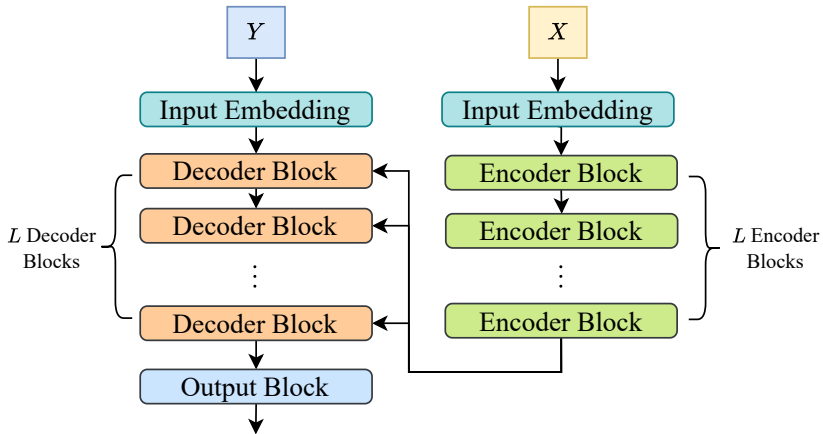 Y
X
Input Embedding
Input Embedding
Decoder Block
Encoder Block
Decoder Block
Encoder Block
L Decoder
Blocks
L Encoder
Blocks
⋮
⋮
Decoder Block
Encoder Block
Output Block